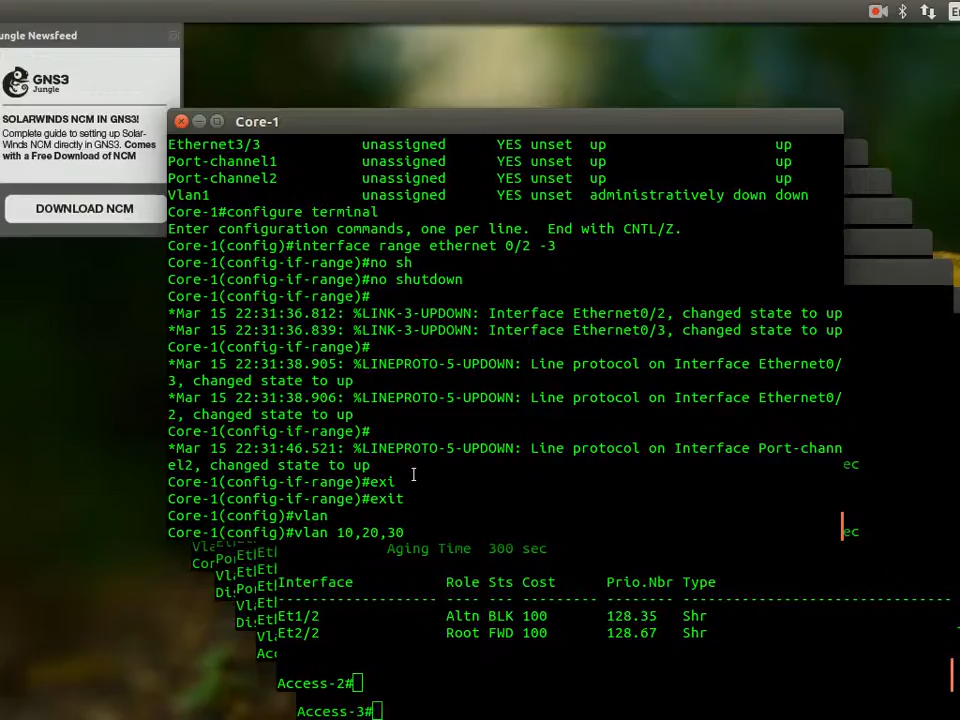 En
ungle Newsfeed
GNS3
Jungle
SOLARWINDS NCM IN GNS3!
Complete guide to setting up Solar-
Winds NCM directly in GNS3. Comes
with a Free Download of NCM
DOWNLOAD NCM
Core-1
Ethernet3/3 unassigned YES unset up up
Port-channel1 unassigned YES unset up up
Port-channel2 unassigned YES unset up up
Vlan1 unassigned YES unset administratively down down
Core-1#configure terminal
Enter configuration commands, one per line. End with CNTL/Z.
Core-1(config)#interface range ethernet 0/2 -3
Core-1(config-if-range)#no sh
Core-1(config-if-range)#no shutdown
Core-1(config-if-range)#
*Mar 15 22:31:36.812: %LINK-3-UPDOWN: Interface Ethernet0/2, changed state to up
*Mar 15 22:31:36.839: %LINK-3-UPDOWN: Interface Ethernet0/3, changed state to up
Core-1(config-if-range)#
*Mar 15 22:31:38.905: %LINEPROTO-5-UPDOWN: Line protocol on Interface Ethernet0/
3, changed state to up
*Mar 15 22:31:38.906: %LINEPROTO-5-UPDOWN: Line protocol on Interface Ethernet0/
2, changed state to up
Core-1(config-if-range)#
*Mar 15 22:31:46.521: %LINEPROTO-5-UPDOWN: Line protocol on Interface Port-chann
el2, changed state to up
Core-1(config-if-range)#exi
Core-1(config-if-range)#exit
Core-1(config)#vlan
Core-1(config)#vlan 10,20,30
ec
ec
Aging Time 300 sec
Interface Role Sts Cost Prio.Nbr Type
------------------- ---- --- --------- -------- --------------------------------
Et1/2 Altn BLK 100 128.35 Shr
Et2/2 Root FWD 100 128.67 Shr
Access-2#
Access-3#